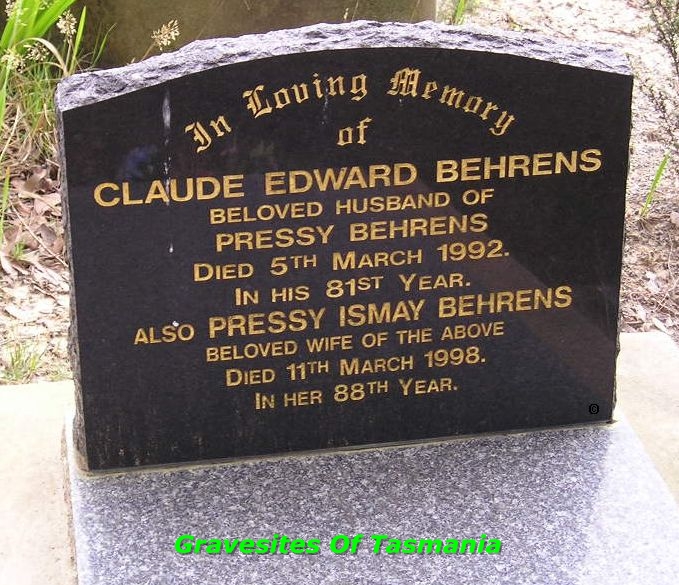 In Loving Memory
of
CLAUDE EDWARD BEHRENS
BELOVED HUSBAND OF
PRESSY BEHRENS
DIED 5TH MARCH 1992.
IN HIS 81ST YEAR.
ALSO PRESSY ISMAY BEHRENS
BELOVED WIFE OF THE ABOVE
DIED 11TH MARCH 1998.
IN HER 88TH YEAR.
©
Gravesites Of Tasmania